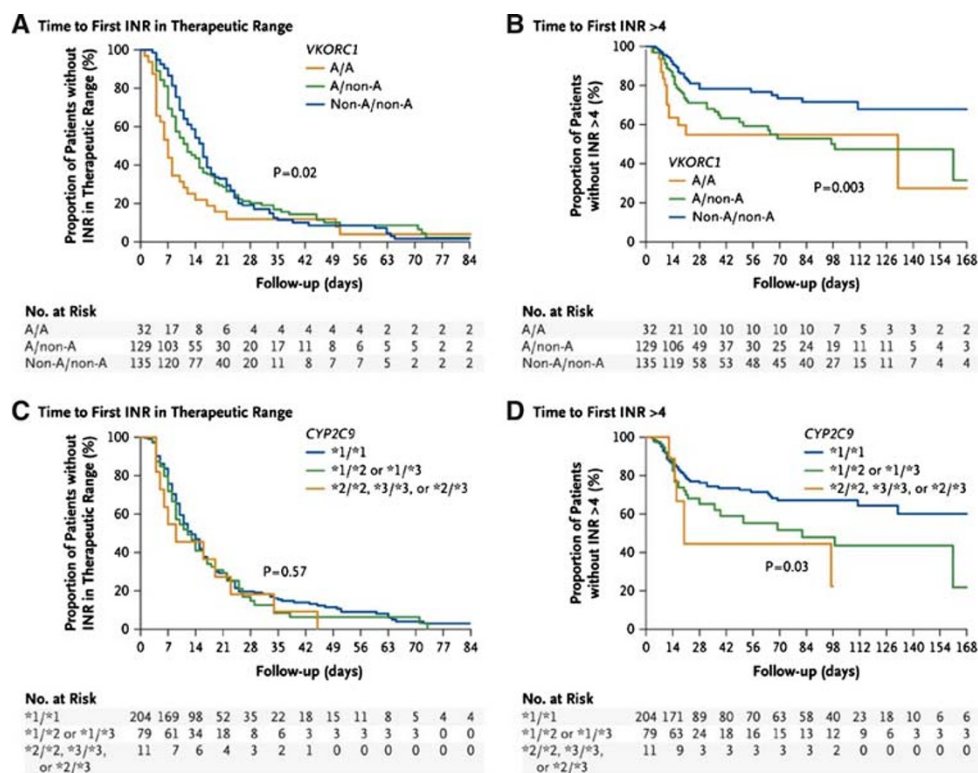 A Time to First INR in Therapeutic Range
Proportion of Patients without
INR in Therapeutic Range (%)
100
80
60
40
20
0
VKORC1
A/A
A/non-A
Non-A/non-A
P=0.02
0 7 14 21 28 35 42 49 56 63 70 77 84
Follow-up (days)
No. at Risk
A/A 32 17 8 6 4 4 4 4 4 2 2 2 2
A/non-A 129 103 55 30 20 17 11 8 6 5 5 2 2
Non-A/non-A 135 120 77 40 20 11 8 7 7 5 2 2 2
B Time to First INR >4
Proportion of Patients
without INR >4 (%)
100
80
60
40
20
0
VKORC1
A/A
A/non-A
Non-A/non-A
P=0.003
0 14 28 42 56 70 84 98 112 126 140 154 168
Follow-up (days)
No. at Risk
A/A 32 21 10 10 10 10 10 7 5 3 3 2 2
A/non-A 129 106 49 37 30 25 24 19 11 11 5 4 3
Non-A/non-A 135 119 58 53 48 45 40 27 15 11 7 4 4
C Time to First INR in Therapeutic Range
Proportion of Patients without
INR in Therapeutic Range (%)
100
80
60
40
20
0
CYP2C9
*1/*1
*1/*2 or *1/*3
*2/*2, *3/*3, or *2/*3
P=0.57
0 7 14 21 28 35 42 49 56 63 70 77 84
Follow-up (days)
No. at Risk
*1/*1 204 169 98 52 35 22 18 15 11 8 5 4 4
*1/*2 or *1/*3 79 61 34 18 8 6 3 3 3 3 3 0 0
*2/*2, *3/*3, 11 7 6 4 3 2 1 0 0 0 0 0 0
or *2/*3
D Time to First INR >4
Proportion of Patients
without INR >4 (%)
100
80
60
40
20
0
CYP2C9
*1/*1
*1/*2 or *1/*3
*2/*2, *3/*3, or *2/*3
P=0.03
0 14 28 42 56 70 84 98 112 126 140 154 168
Follow-up (days)
No. at Risk
*1/*1 204 171 89 80 70 63 58 40 23 18 10 6 6
*1/*2 or *1/*3 79 63 24 18 16 15 13 12 9 6 3 3 3
*2/*2, *3/*3, 11 9 3 3 3 3 3 2 0 0 0 0 0
or *2/*3